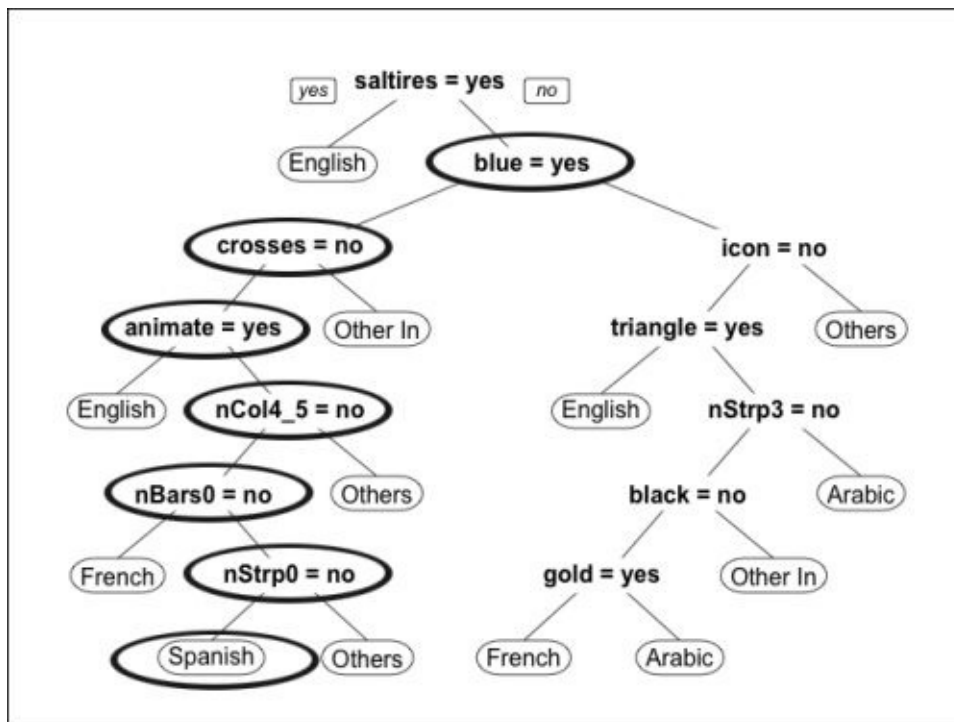 yes saltires = yes no
English blue = yes
crosses = no icon = no
animate = yes Other In triangle = yes Others
English nCol4_5 = no English nStrp3 = no
nBars0 = no Others black = no Arabic
French nStrp0 = no gold = yes Other In
Spanish Others French Arabic